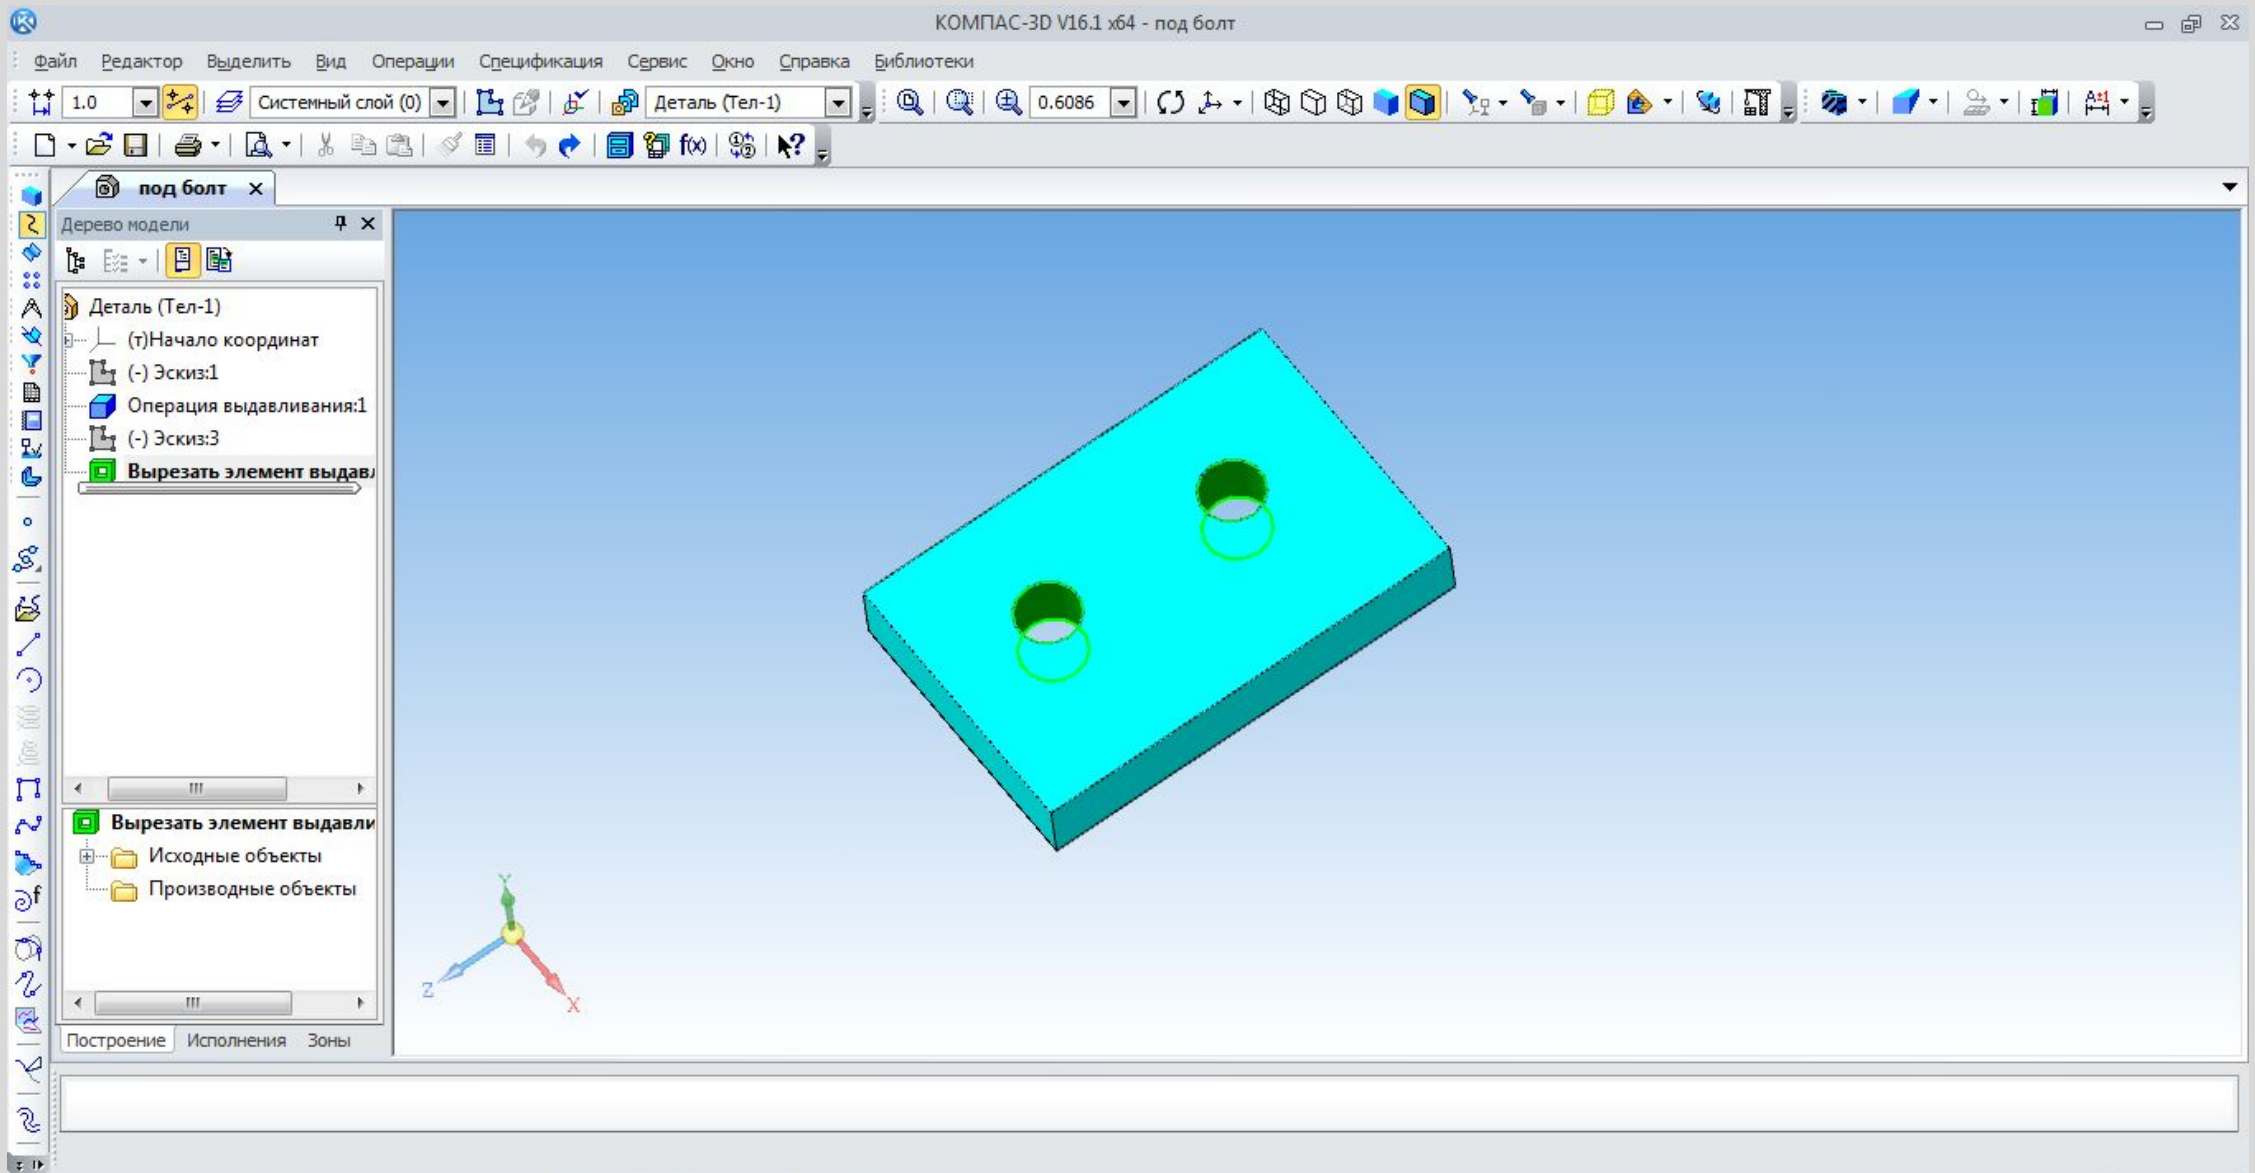 КОМПАС-3D V16.1 x64 - под болт
Файл Редактор Выделить Вид Операции Спецификация Сервис Окно Справка Библиотеки
1.0 Системный слой (0) Деталь (Тел-1) 0.6086
f(x)
под болт
Дерево модели
Деталь (Тел-1)
(т)Начало координат
(-) Эскиз:1
Операция выдавливания:1
(-) Эскиз:3
Вырезать элемент выдавл
Вырезать элемент выдавли
Исходные объекты
Производные объекты
Построение Исполнения Зоны
Y
Z
X